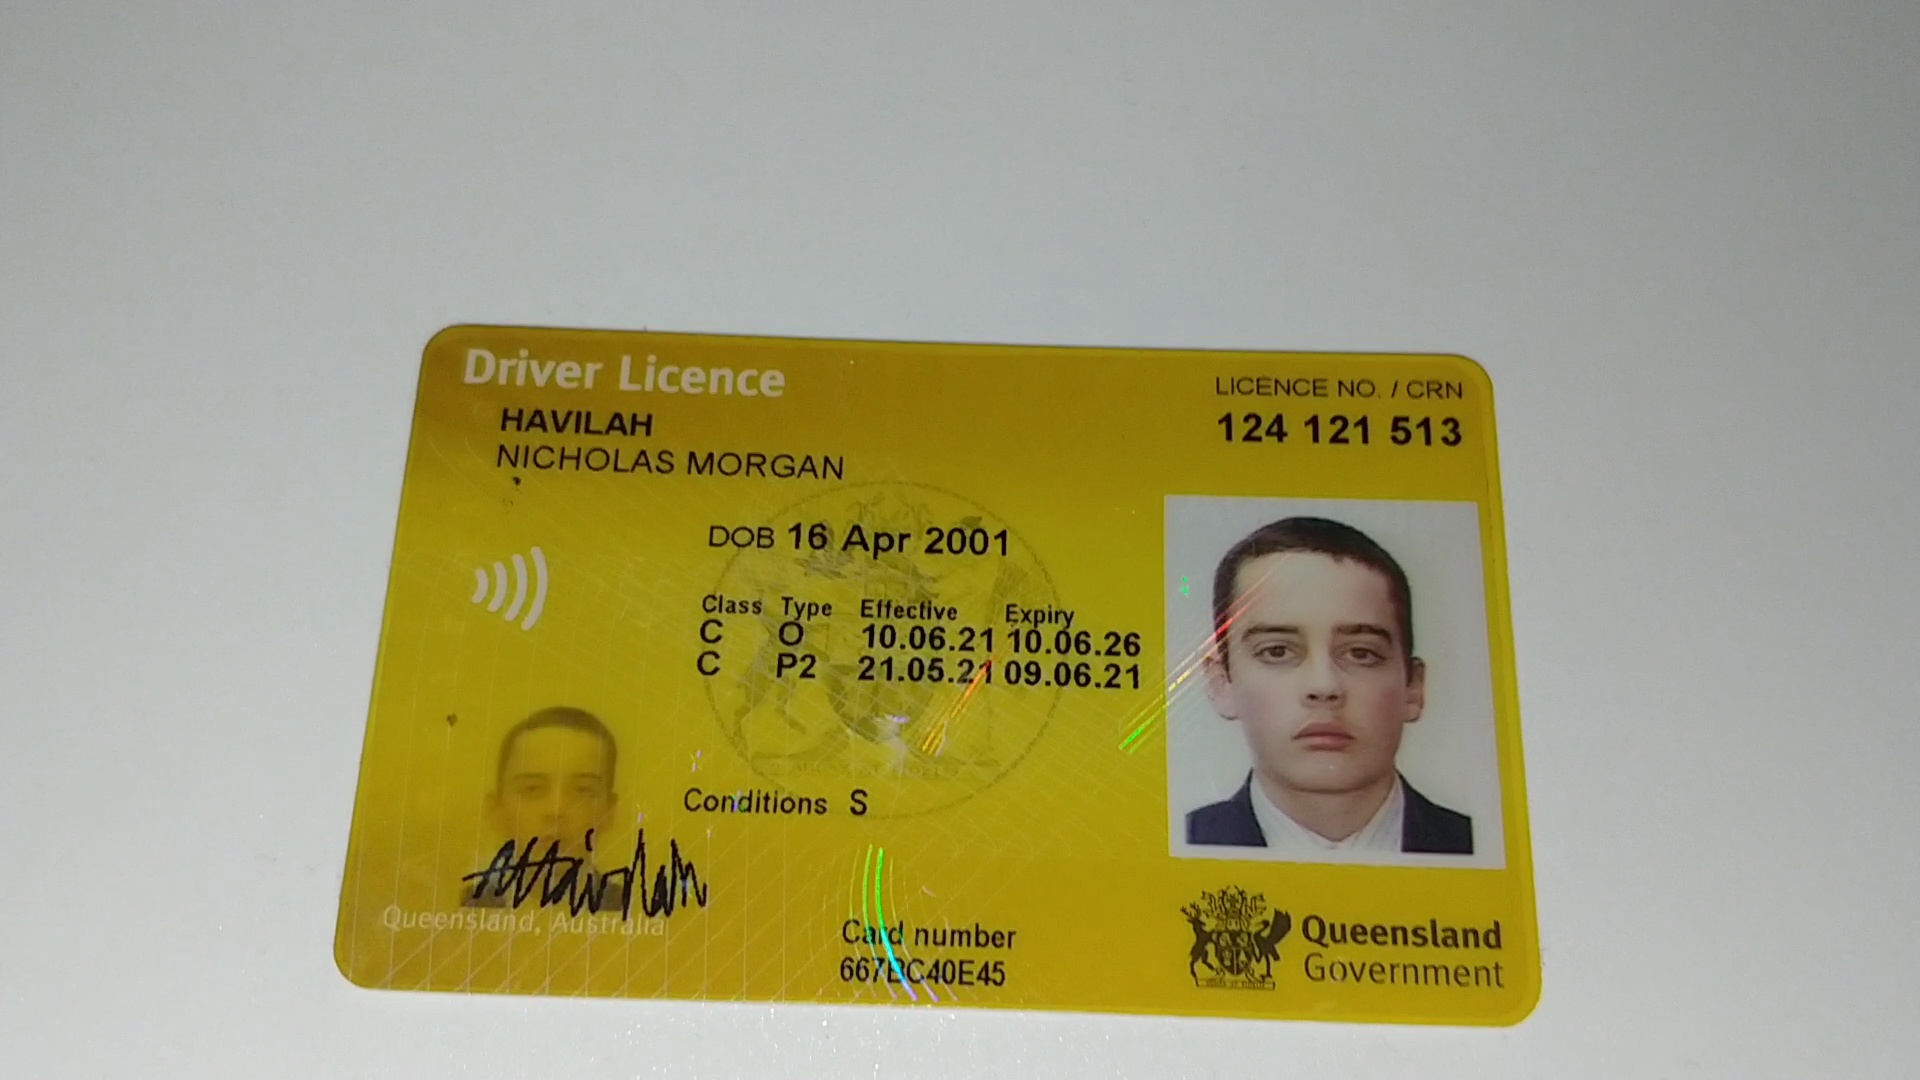 Driver Licence
LICENCE NO. / CRN
HAVILAH
124 121 513
NICHOLAS MORGAN
DOB 16 Apr 2001
Class Type Effective Expiry
C O 10.06.21 10.06.26
C P2 21.05.21 09.06.21
Conditions S
Queensland, Australia
Card number
667BC40E45
Queensland
Government